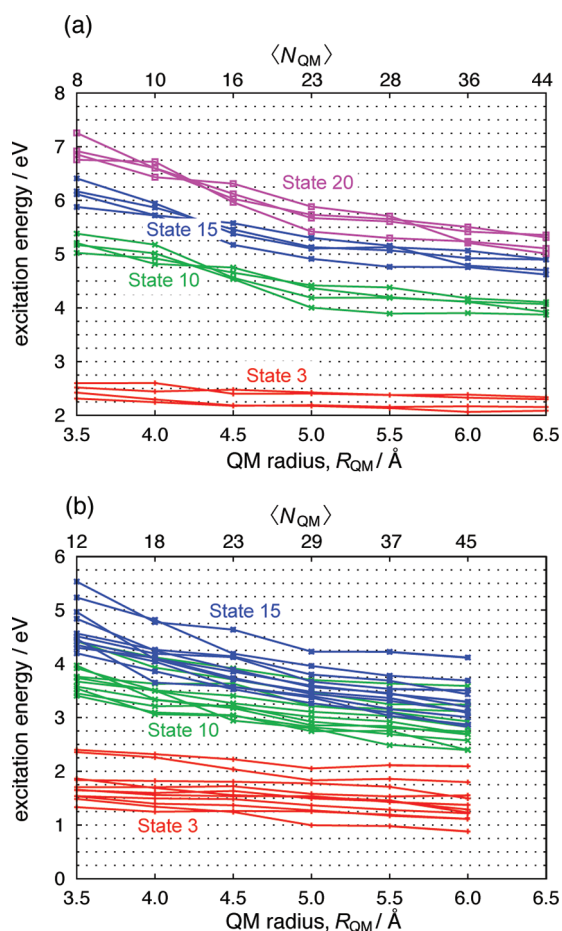 (a)
⟨N_QM⟩
8 10 16 23 28 36 44
8
7
6
5
4
3
2
excitation energy / eV
State 20
State 15
State 10
State 3
3.5 4.0 4.5 5.0 5.5 6.0 6.5
QM radius, R_QM / Å
(b)
⟨N_QM⟩
12 18 23 29 37 45
6
5
4
3
2
1
0
excitation energy / eV
State 15
State 10
State 3
3.5 4.0 4.5 5.0 5.5 6.0 6.5
QM radius, R_QM / Å